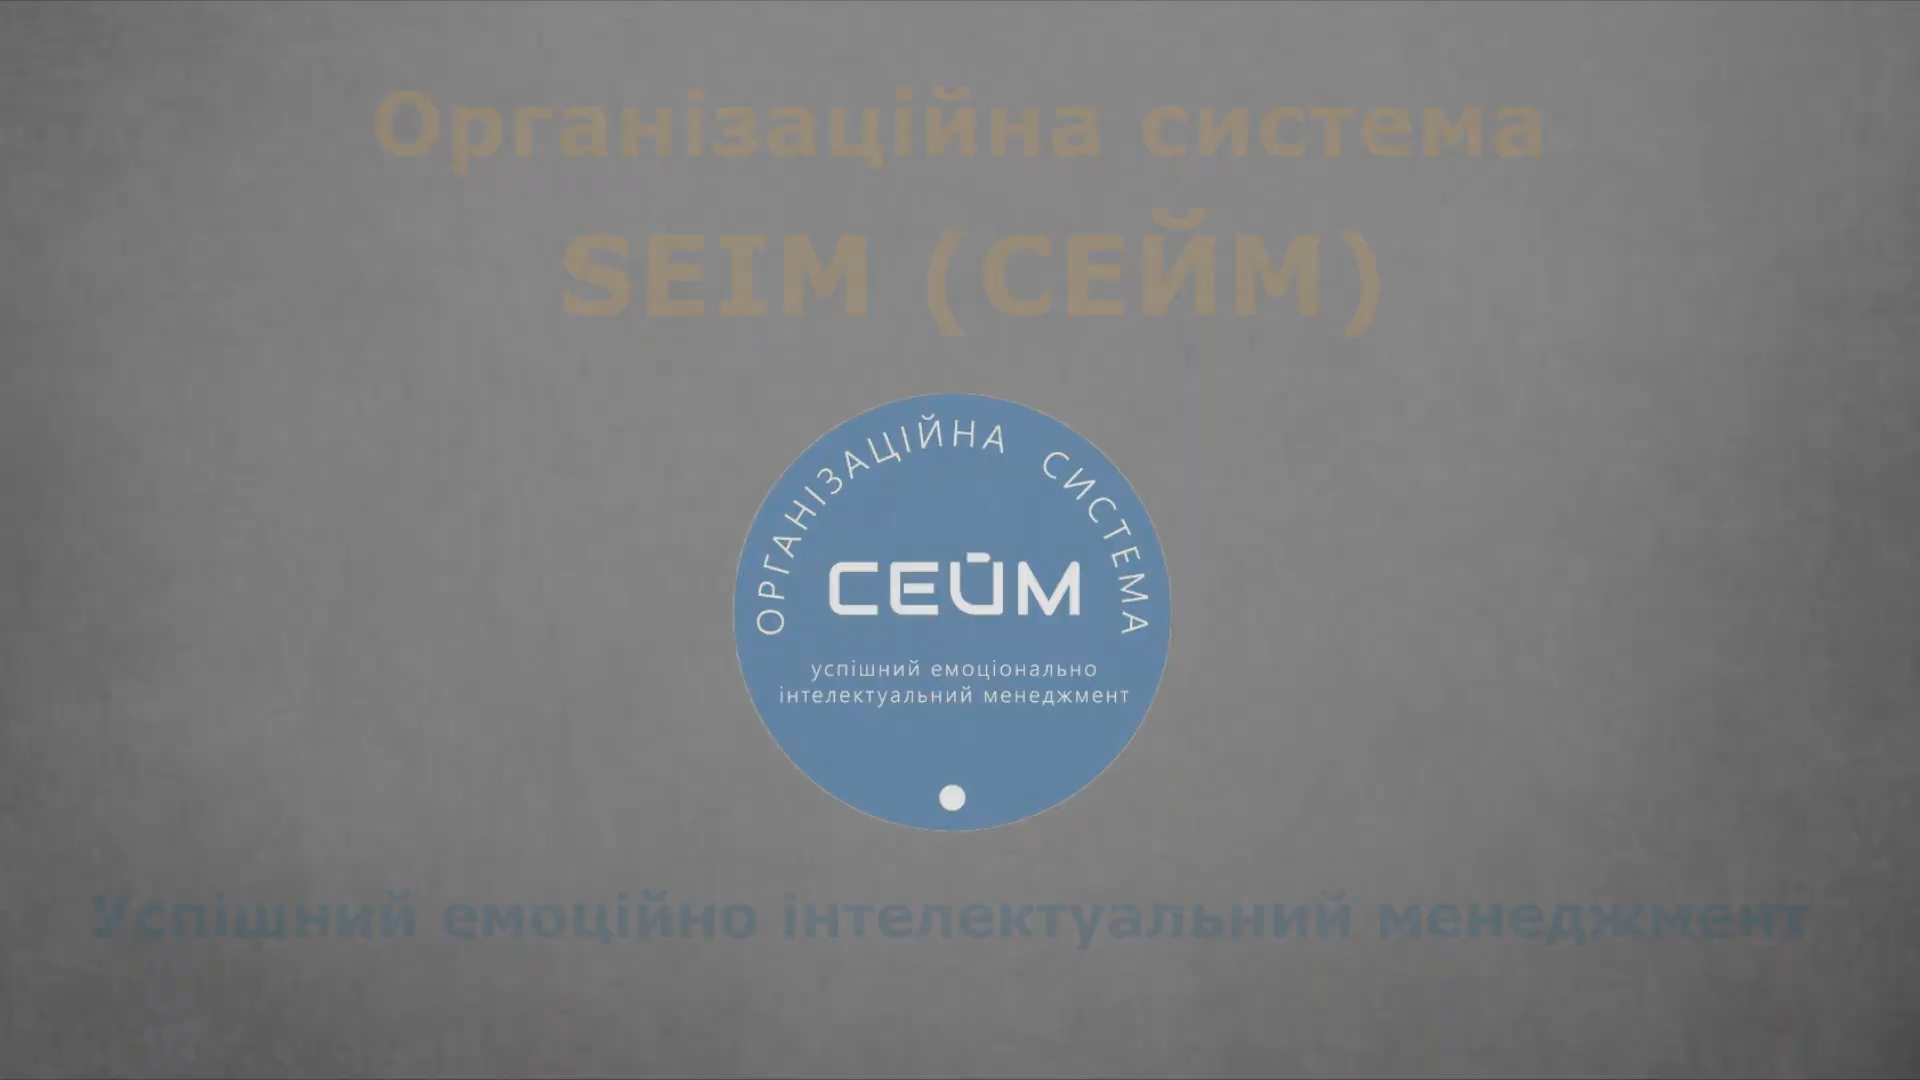 Організаційна система
SEIM (СЕЙМ)
ОРГАНІЗАЦІЙНА СИСТЕМА
СЕЙМ
успішний емоціонально
інтелектуальний менеджмент
Успішний емоційно інтелектуальний менеджмент